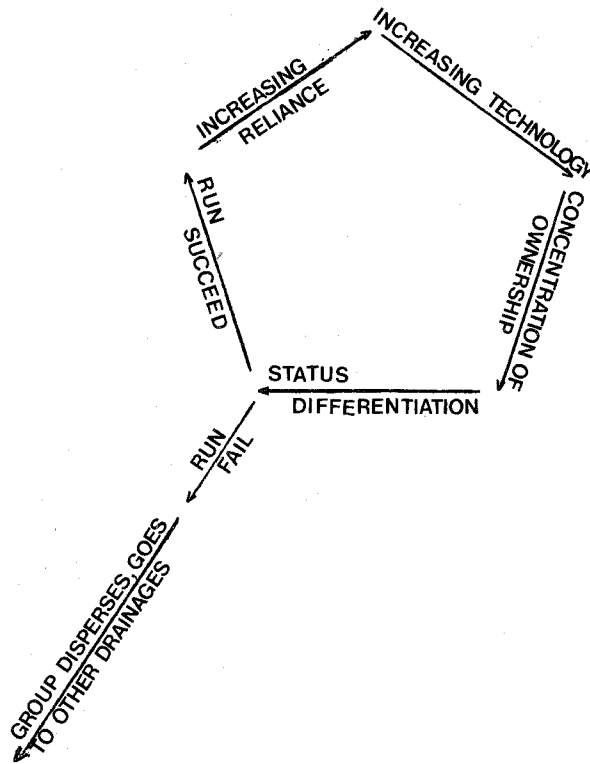 INCREASING
RELIANCE
INCREASING TECHNOLOGY
CONCENTRATION OF
OWNERSHIP
STATUS
DIFFERENTIATION
RUN
SUCCEED
RUN
FAIL
GROUP DISPERSES, GOES
TO OTHER DRAINAGES